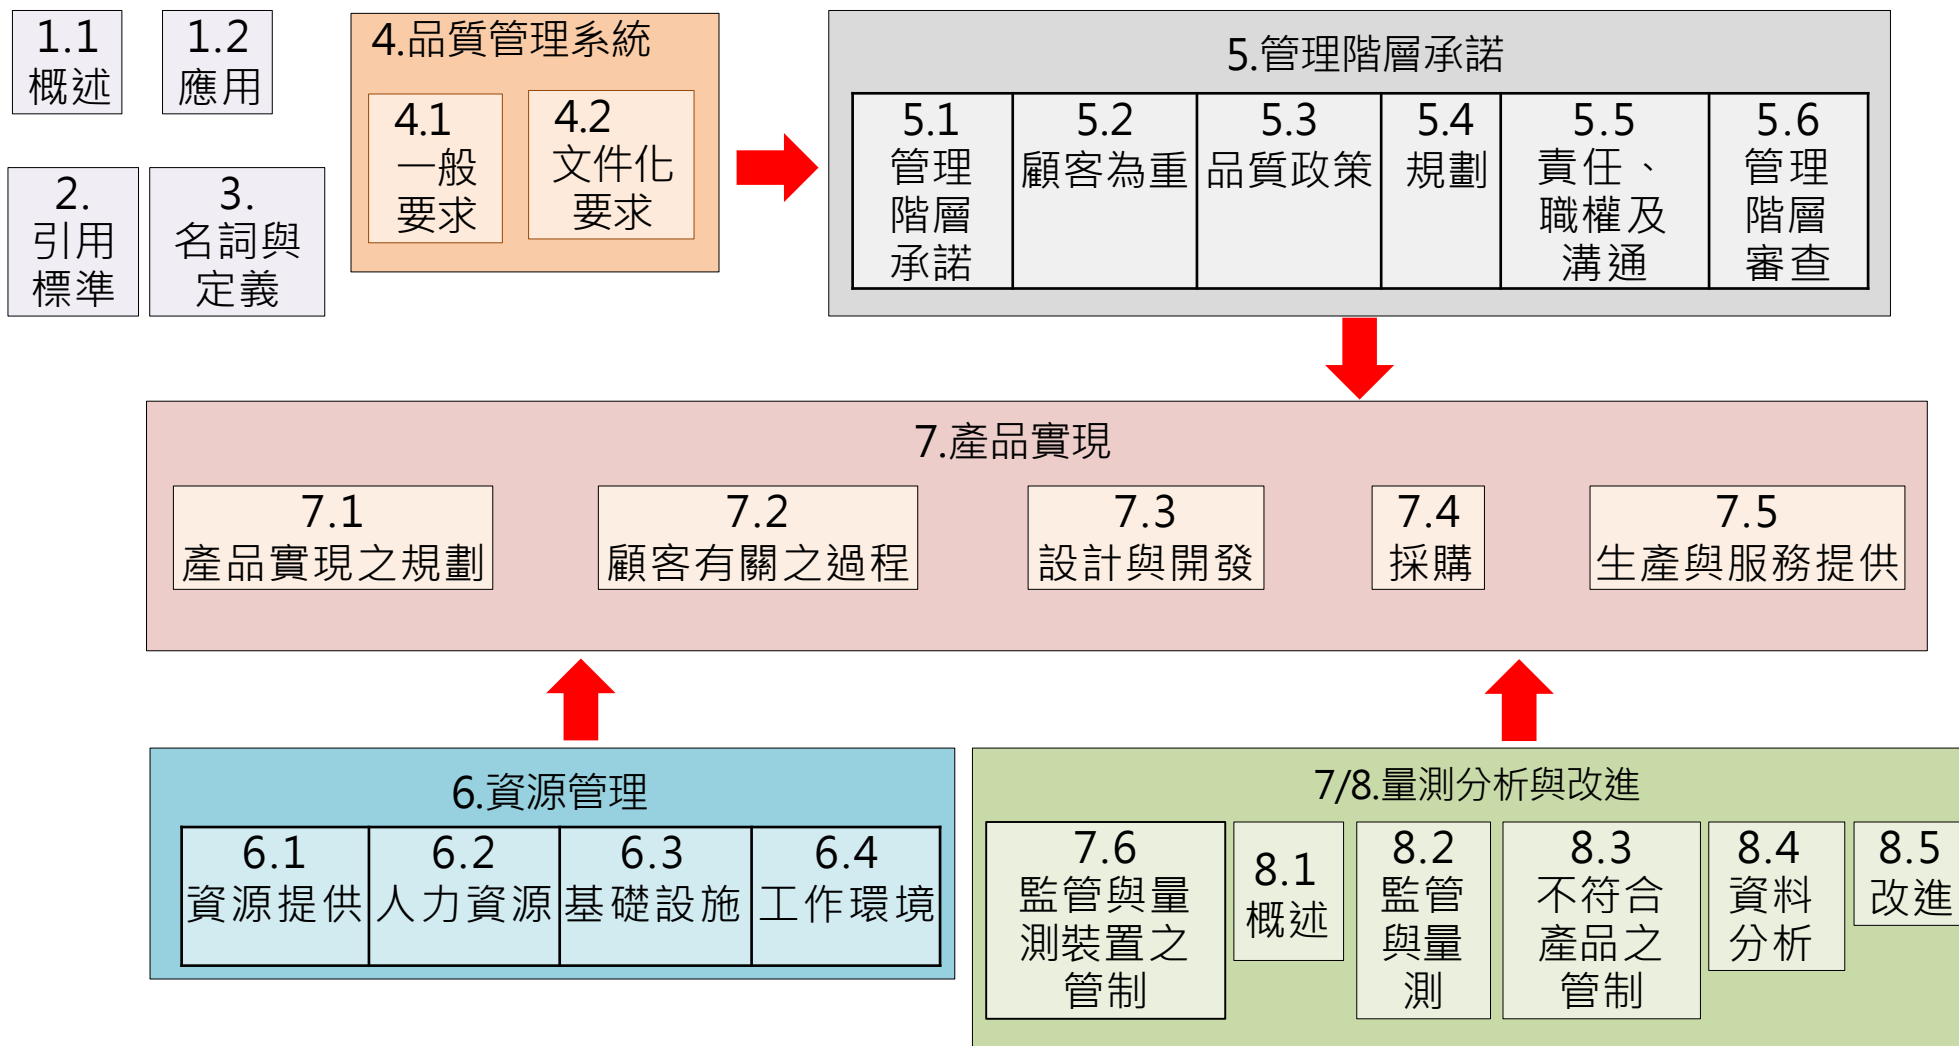 1.1
概述
1.2
應用
2.
引用
標準
3.
名詞與
定義
4.品質管理系統
4.1
一般
要求
4.2
文件化
要求
5.管理階層承諾
5.1
管理
階層
承諾
5.2
顧客為重
5.3
品質政策
5.4
規劃
5.5
責任、
職權及
溝通
5.6
管理
階層
審查
7.產品實現
7.1
產品實現之規劃
7.2
顧客有關之過程
7.3
設計與開發
7.4
採購
7.5
生產與服務提供
6.資源管理
6.1
資源提供
6.2
人力資源
6.3
基礎設施
6.4
工作環境
7/8.量測分析與改進
7.6
監管與量
測裝置之
管制
8.1
概述
8.2
監管
與量
測
8.3
不符合
產品之
管制
8.4
資料
分析
8.5
改進